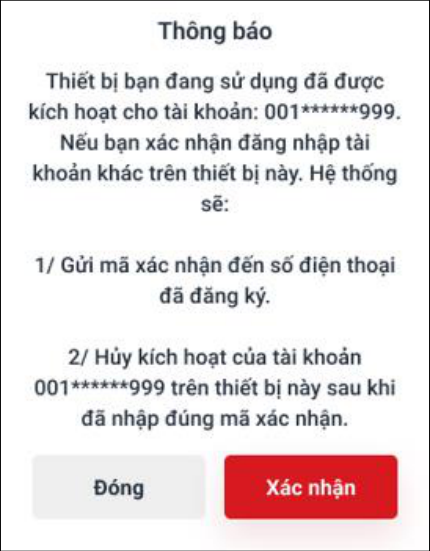 Thông báo
Thiết bị bạn đang sử dụng đã được
kích hoạt cho tài khoản: 001******999.
Nếu bạn xác nhận đăng nhập tài
khoản khác trên thiết bị này. Hệ thống
sẽ:
1/ Gửi mã xác nhận đến số điện thoại
đã đăng ký.
2/ Hủy kích hoạt của tài khoản
001******999 trên thiết bị này sau khi
đã nhập đúng mã xác nhận.
Đóng
Xác nhận